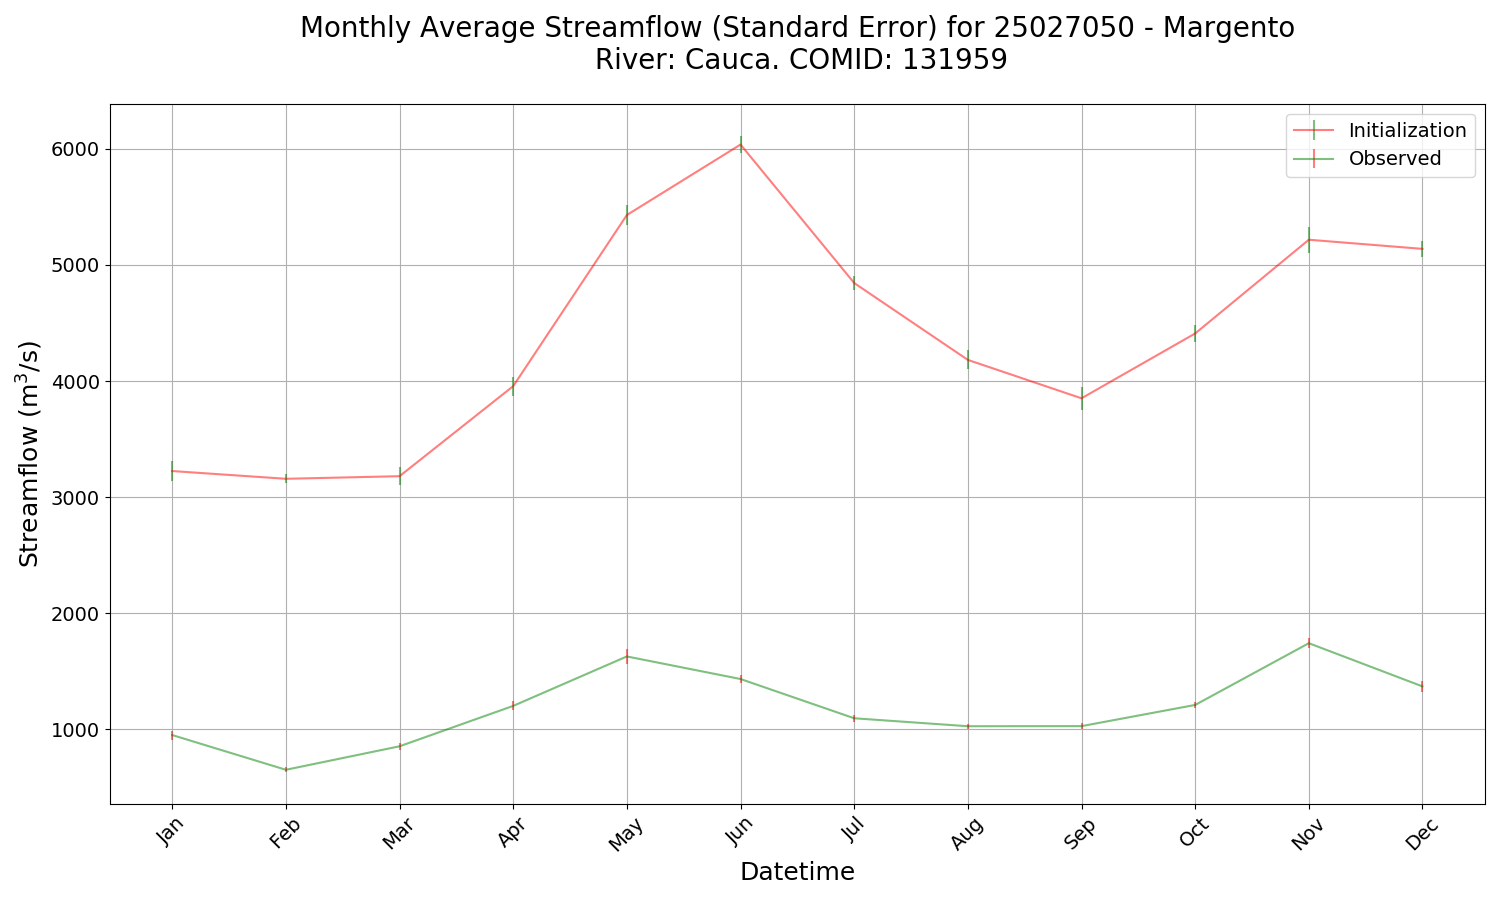 Monthly Average Streamflow (Standard Error) for 25027050 - Margento
River: Cauca. COMID: 131959
Initialization
Observed
Streamflow (m³/s)
6000
5000
4000
3000
2000
1000
Jan Feb Mar Apr May Jun Jul Aug Sep Oct Nov Dec
Datetime